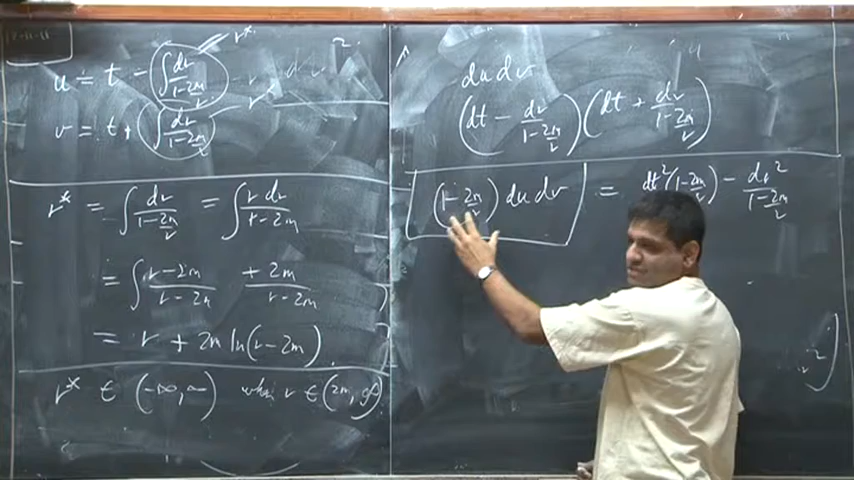 u = t - ∫ dr/(1-2m/r) r*
v = t + ∫ dr/(1-2m/r) r*
r* = ∫ dr/(1-2m/r) = ∫ r dr/(r-2m)
= ∫ (r-2m)/(r-2m) + 2m/(r-2m)
= r + 2m ln(r-2m).
r* ∈ (-∞,∞) when r ∈ (2m, ∞)
du dv
(dt - dr/(1-2m/r)) (dt + dr/(1-2m/r))
(1-2m/r) du dv = dt²(1-2m/r) - dr²/(1-2m/r)